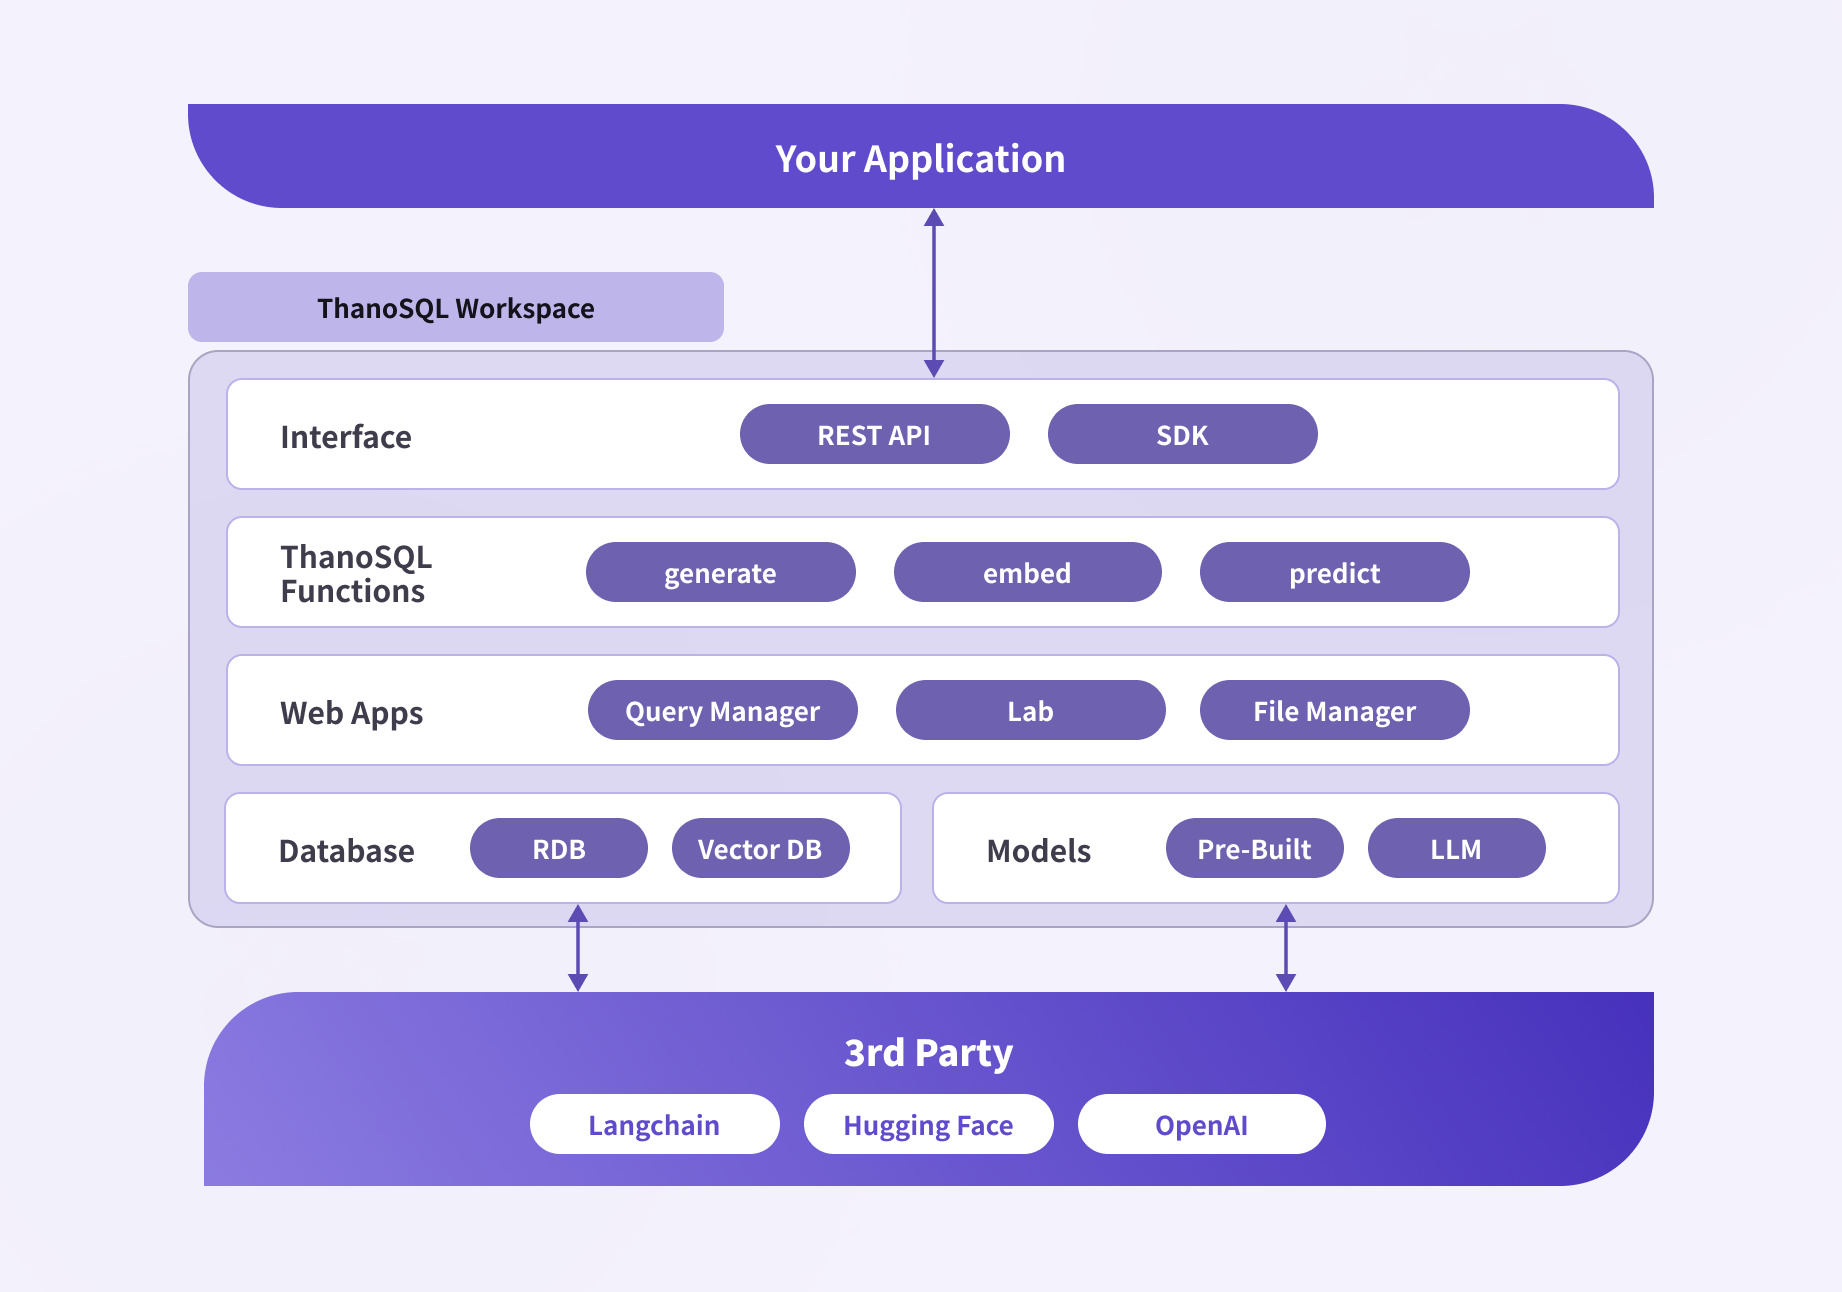 Your Application
ThanoSQL Workspace
Interface
REST API
SDK
ThanoSQL
Functions
generate
embed
predict
Web Apps
Query Manager
Lab
File Manager
Database
RDB
Vector DB
Models
Pre-Built
LLM
3rd Party
Langchain
Hugging Face
OpenAI